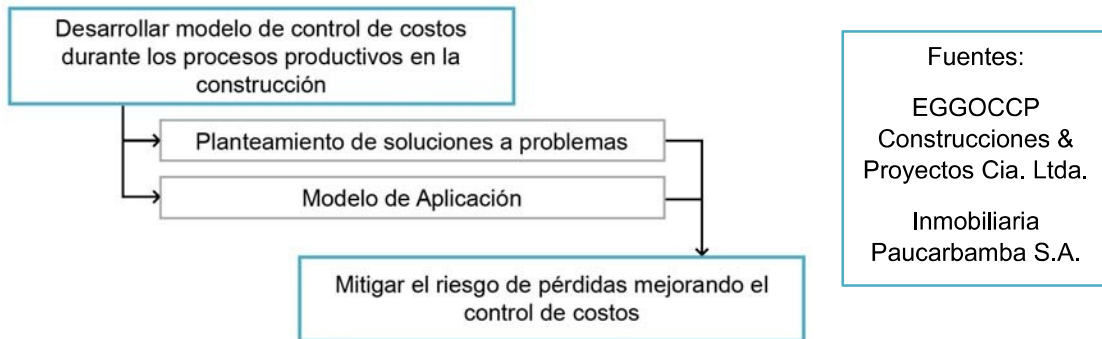 Desarrollar modelo de control de costos
durante los procesos productivos en la
construcción
Planteamiento de soluciones a problemas
Modelo de Aplicación
Mitigar el riesgo de pérdidas mejorando el
control de costos
Fuentes:
EGGOCCP
Construcciones &
Proyectos Cia. Ltda.
Inmobiliaria
Paucarbamba S.A.